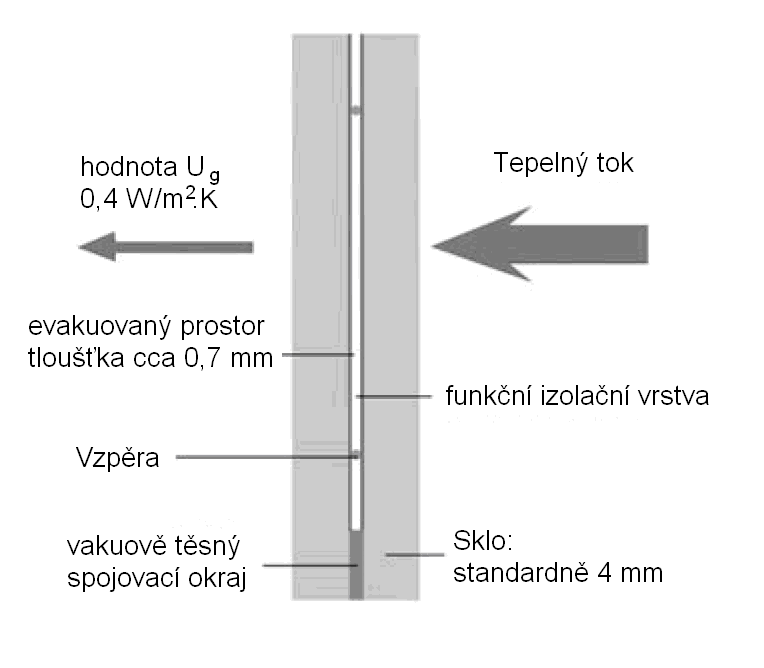 hodnota Ug
0,4 W/m².K
Tepelný tok
evakuovaný prostor
tloušťka cca 0,7 mm
funkční izolační vrstva
Vzpěra
vakuově těsný
spojovací okraj
Sklo:
standardně 4 mm